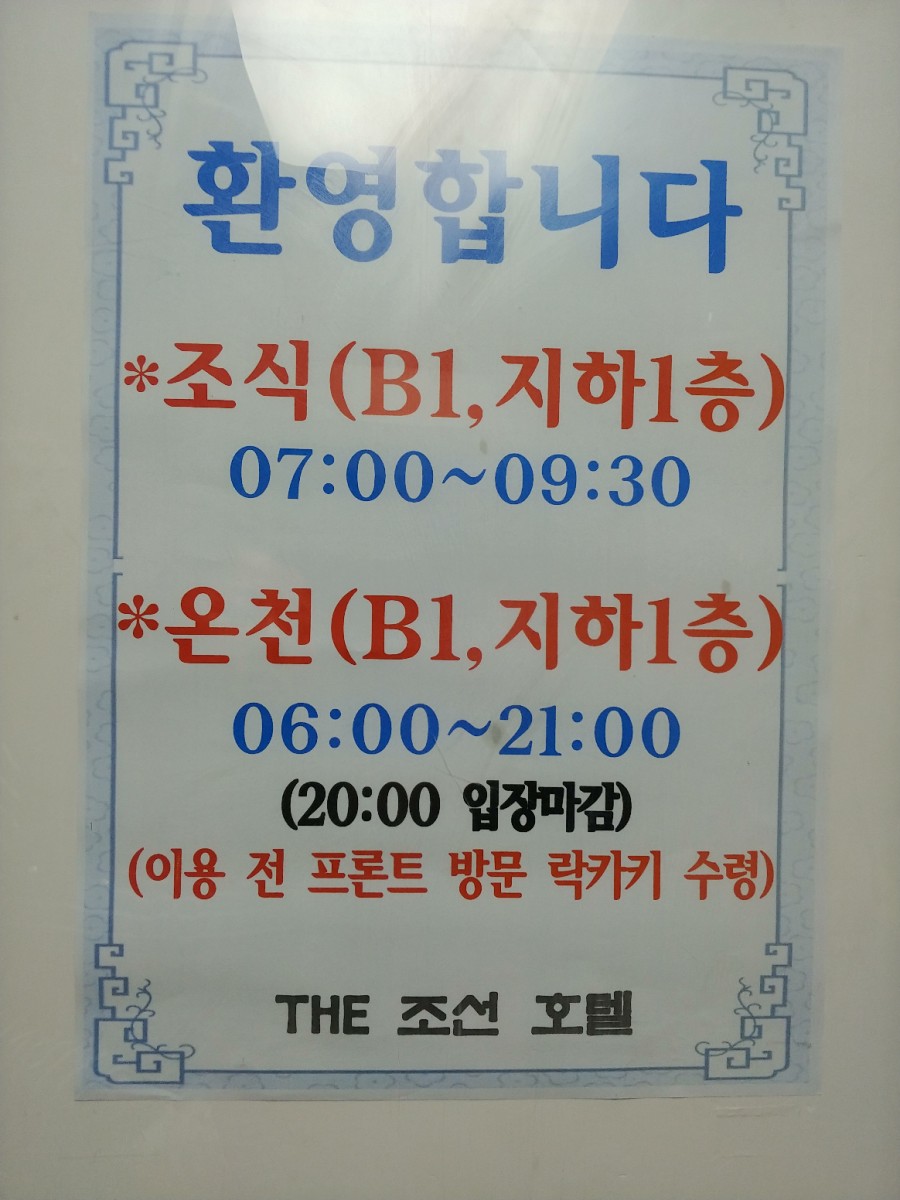 환영합니다
*조식(B1,지하1층)
07:00~09:30
*온천(B1,지하1층)
06:00~21:00
(20:00 입장마감)
(이용 전 프론트 방문 락카키 수령)
THE 조선 호텔